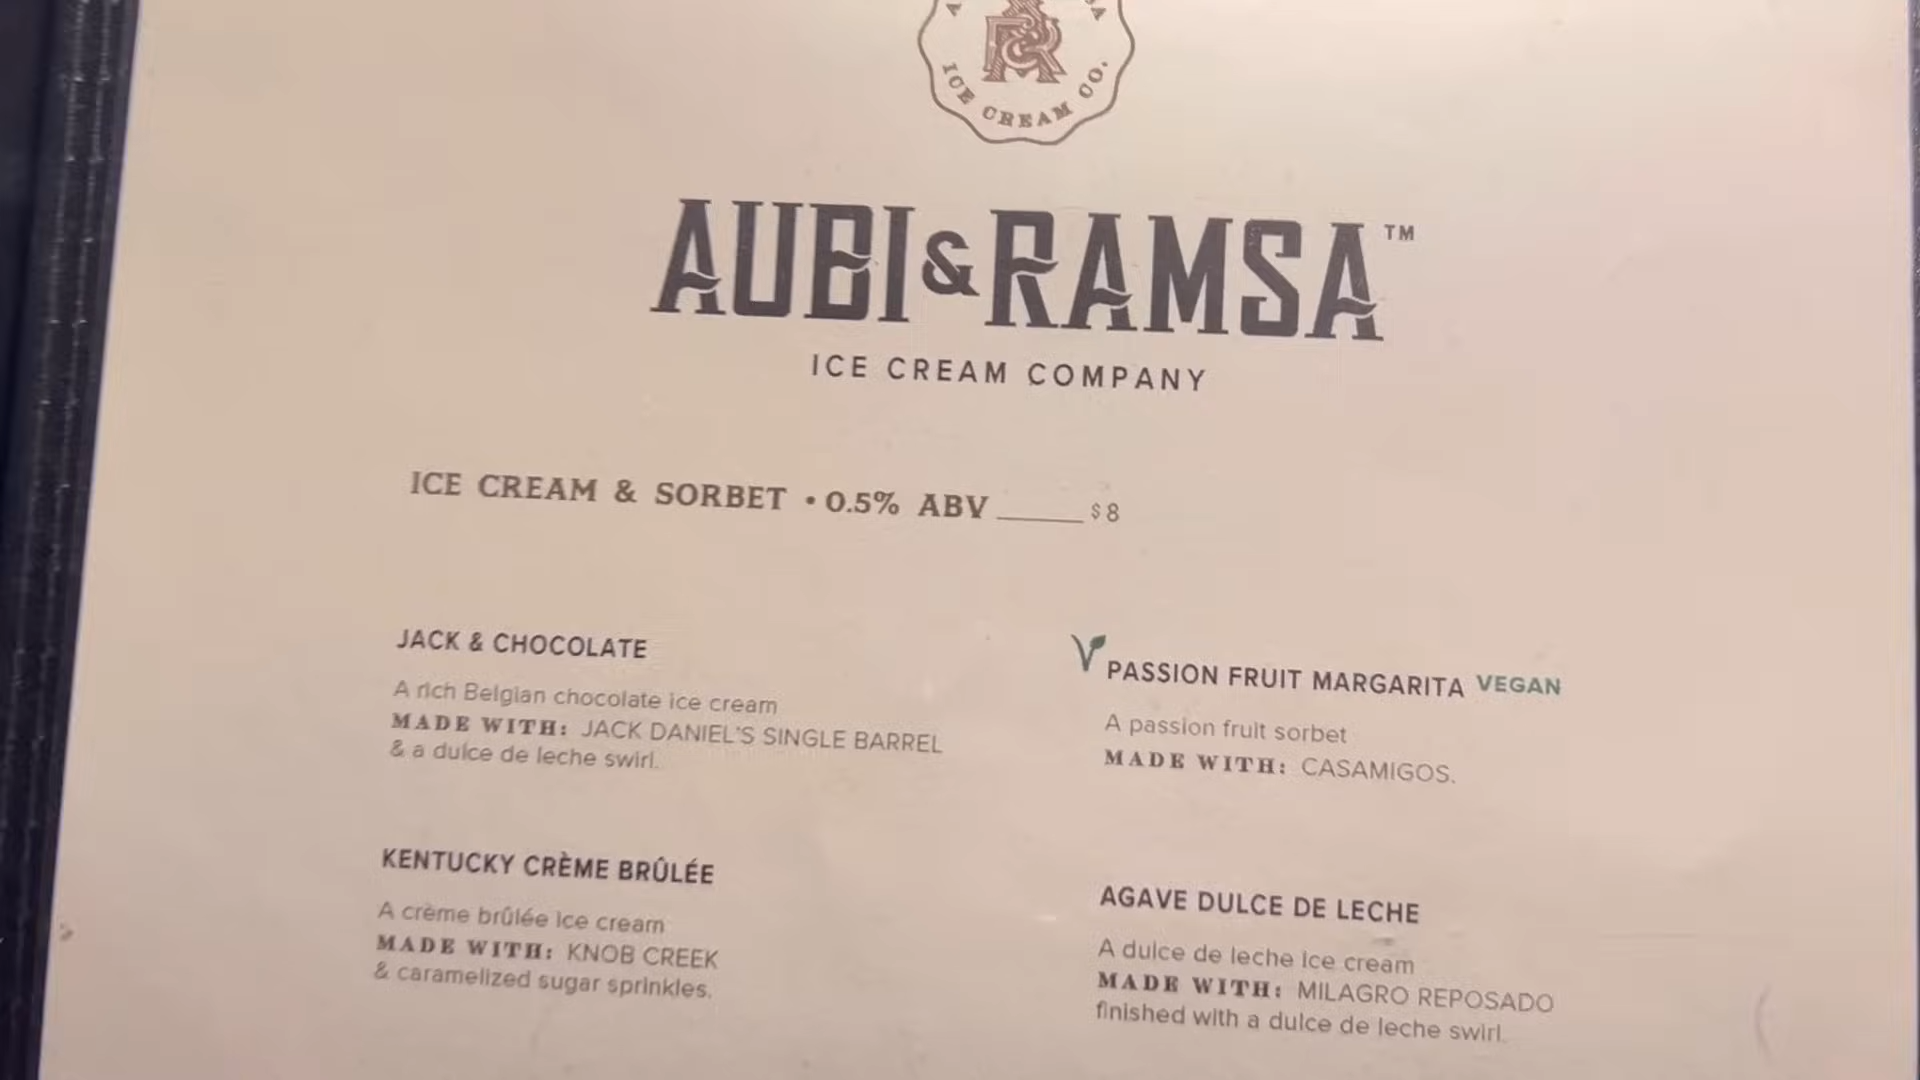 ICE CREAM CO.
AUBI & RAMSA™
ICE CREAM COMPANY
ICE CREAM & SORBET • 0.5% ABV _____ $8
JACK & CHOCOLATE
A rich Belgian chocolate ice cream
MADE WITH: JACK DANIEL'S SINGLE BARREL
& a dulce de leche swirl.
KENTUCKY CRÈME BRÛLÉE
A crème brûlée ice cream
MADE WITH: KNOB CREEK
& caramelized sugar sprinkles.
PASSION FRUIT MARGARITA VEGAN
A passion fruit sorbet
MADE WITH: CASAMIGOS.
AGAVE DULCE DE LECHE
A dulce de leche ice cream
MADE WITH: MILAGRO REPOSADO
finished with a dulce de leche swirl.